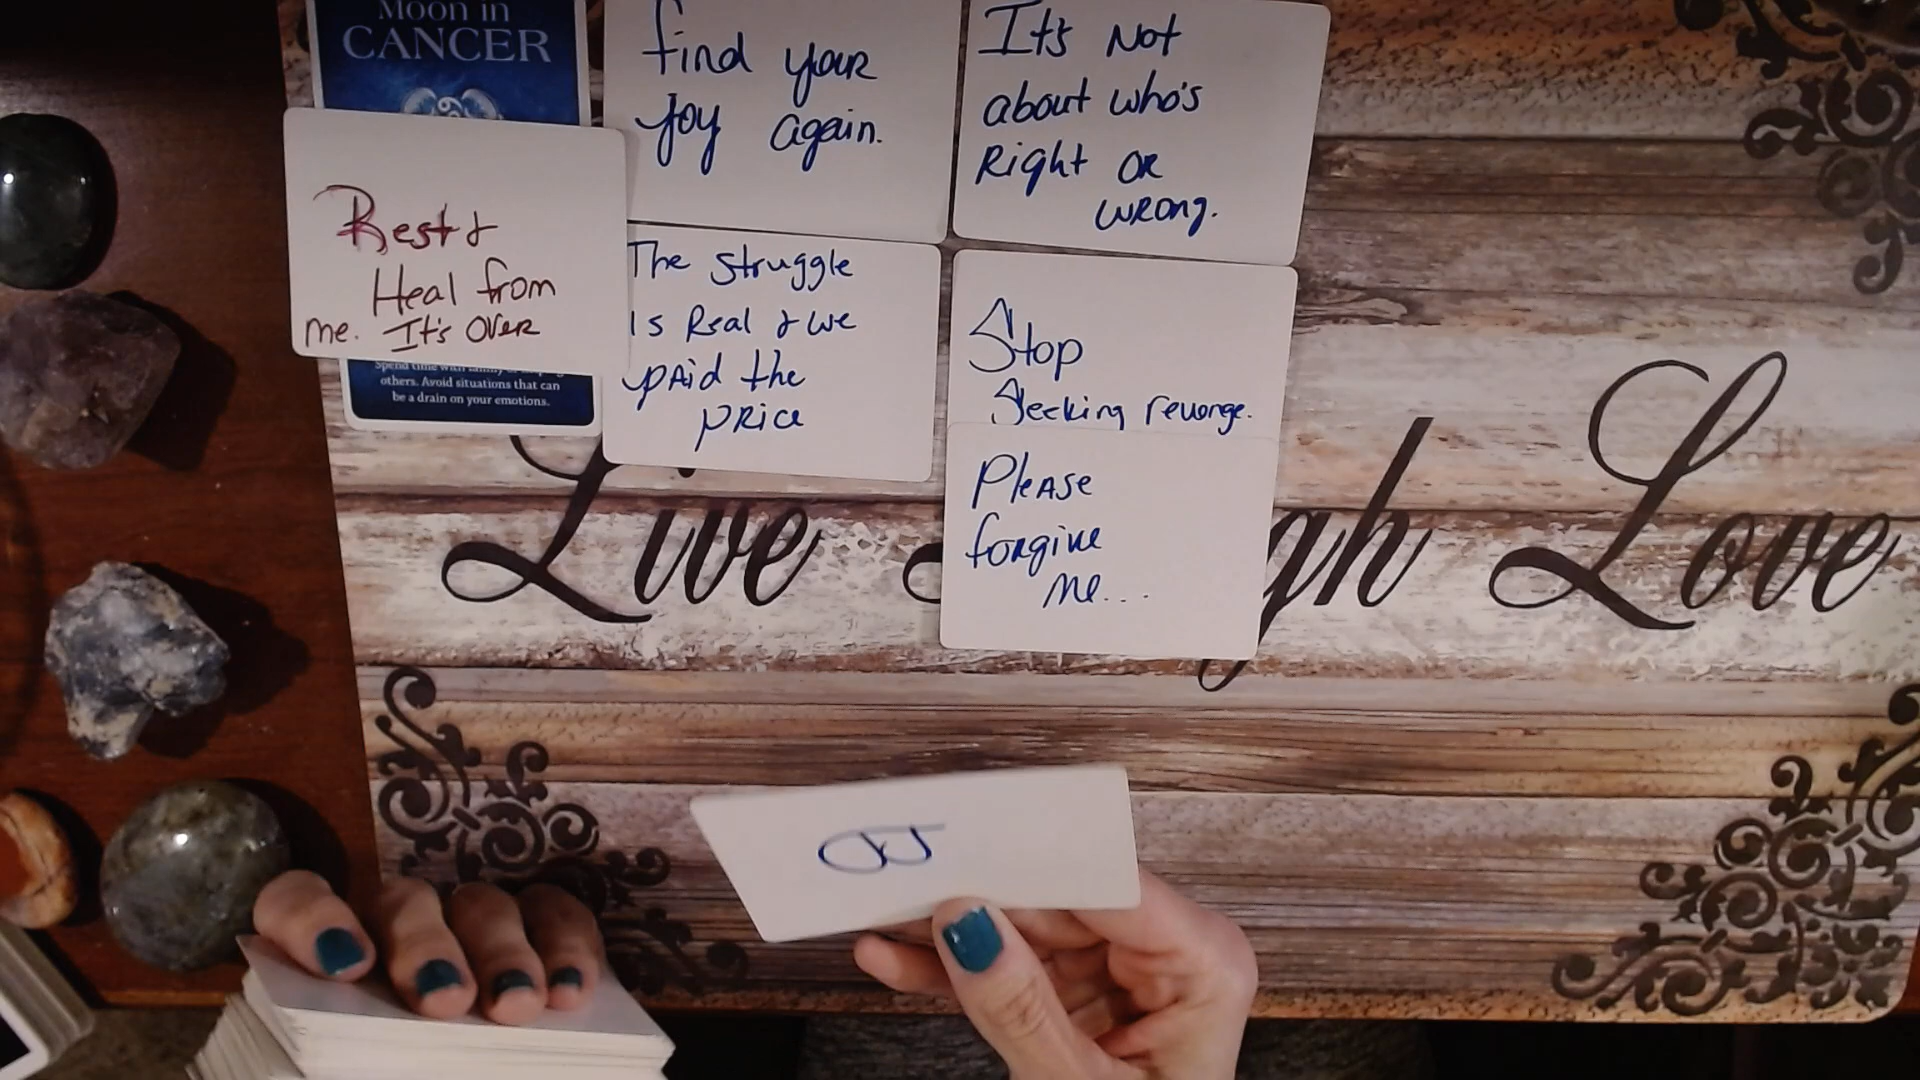 Moon in
CANCER
find your
Joy again.
It's Not
about who's
Right OR
wrong.
Rest &
Heal from
me. It's over
The struggle
Is Real & we
paid the
price
Stop
Seeking revenge.
Spend time with family
others. Avoid situations that can
be a drain on your emotions.
Please
forgive
me...
Live
gh Love